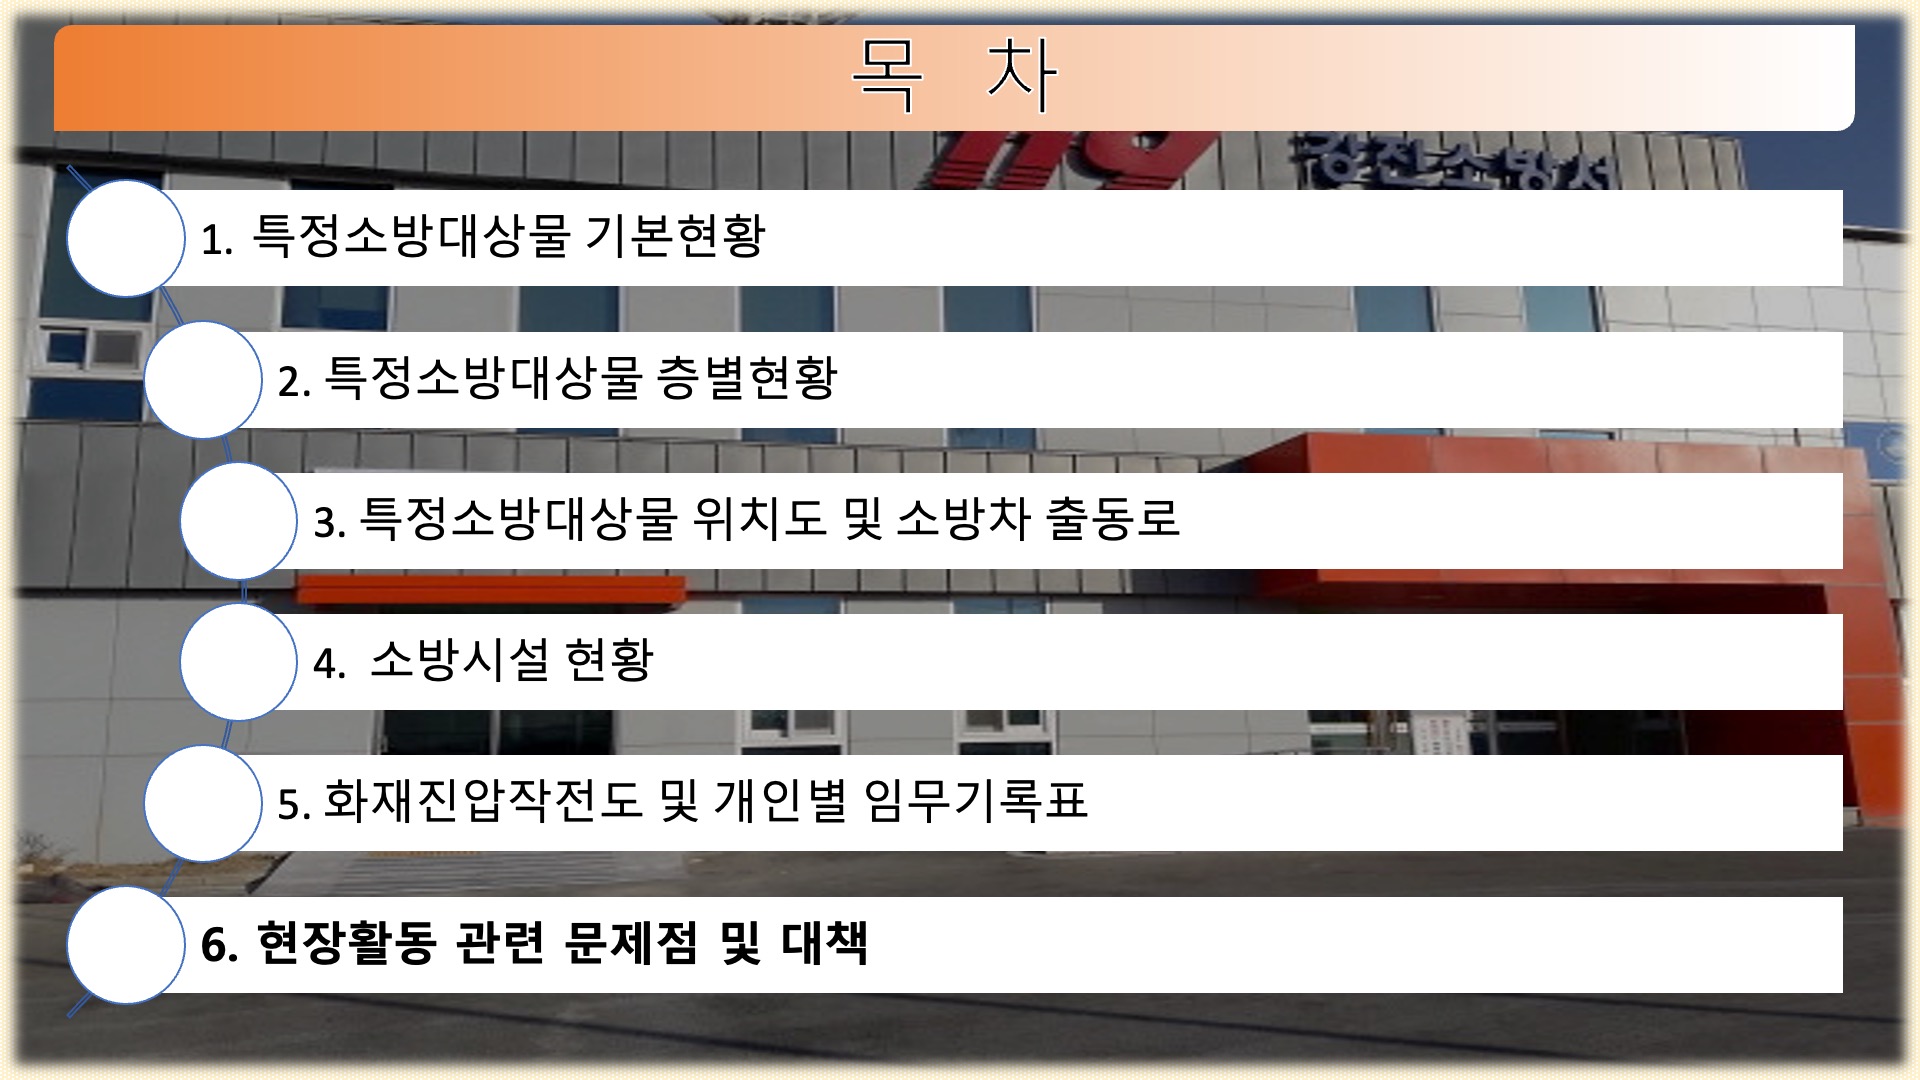 목 차
119
강진소방서
1. 특정소방대상물 기본현황
2. 특정소방대상물 층별현황
3. 특정소방대상물 위치도 및 소방차 출동로
4. 소방시설 현황
5. 화재진압작전도 및 개인별 임무기록표
6. 현장활동 관련 문제점 및 대책